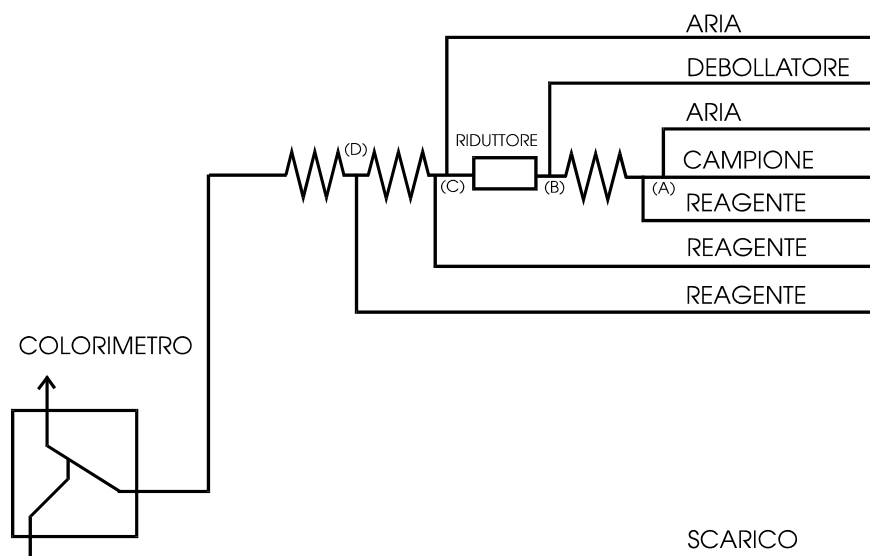 ARIA
DEBOLLATORE
ARIA
RIDUTTORE
(D)
CAMPIONE
(C)
(B)
(A)
REAGENTE
REAGENTE
REAGENTE
COLORIMETRO
SCARICO